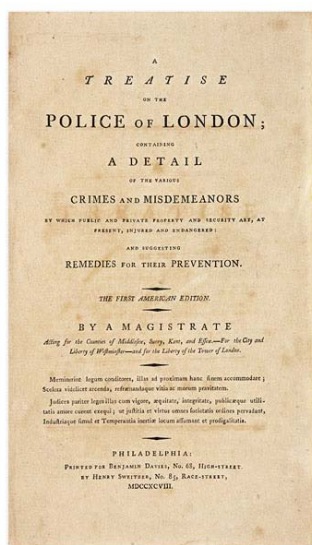 A
TREATISE
ON THE
POLICE OF LONDON;
CONTAINING
A DETAIL
OF THE VARIOUS
CRIMES AND MISDEMEANORS
BY WHICH PUBLIC AND PRIVATE PROPERTY AND SECURITY ARE, AT
PRESENT, INJURED AND ENDANGERED:
AND SUGGESTING
REMEDIES FOR THEIR PREVENTION.
THE FIRST AMERICAN EDITION.
BY A MAGISTRATE
Acting for the Counties of Middlesex, Surry, Kent, and Essex.—For the City and
Liberty of Westminster—and for the Liberty of the Tower of London.
Meminerint legum conditores, illas ad proximum hunc finem accommodare;
Scelera videlicet arcenda, refrænandaque vitia ac morum pravitatem.
Judices pariter leges illas cum vigore, æquitate, integritate, publicæque utili-
tatis amore curent exequi; ut justitia et virtus omnes societatis ordines pervadant.
Industriaque simul et Temperantia inertiæ locum assumant et prodigalitatis.
PHILADELPHIA:
PRINTED FOR BENJAMIN DAVIES, No. 68, HIGH-STREET.
BY HENRY SWEITZER, No. 85, RACE-STREET,
MDCCXCVIII.